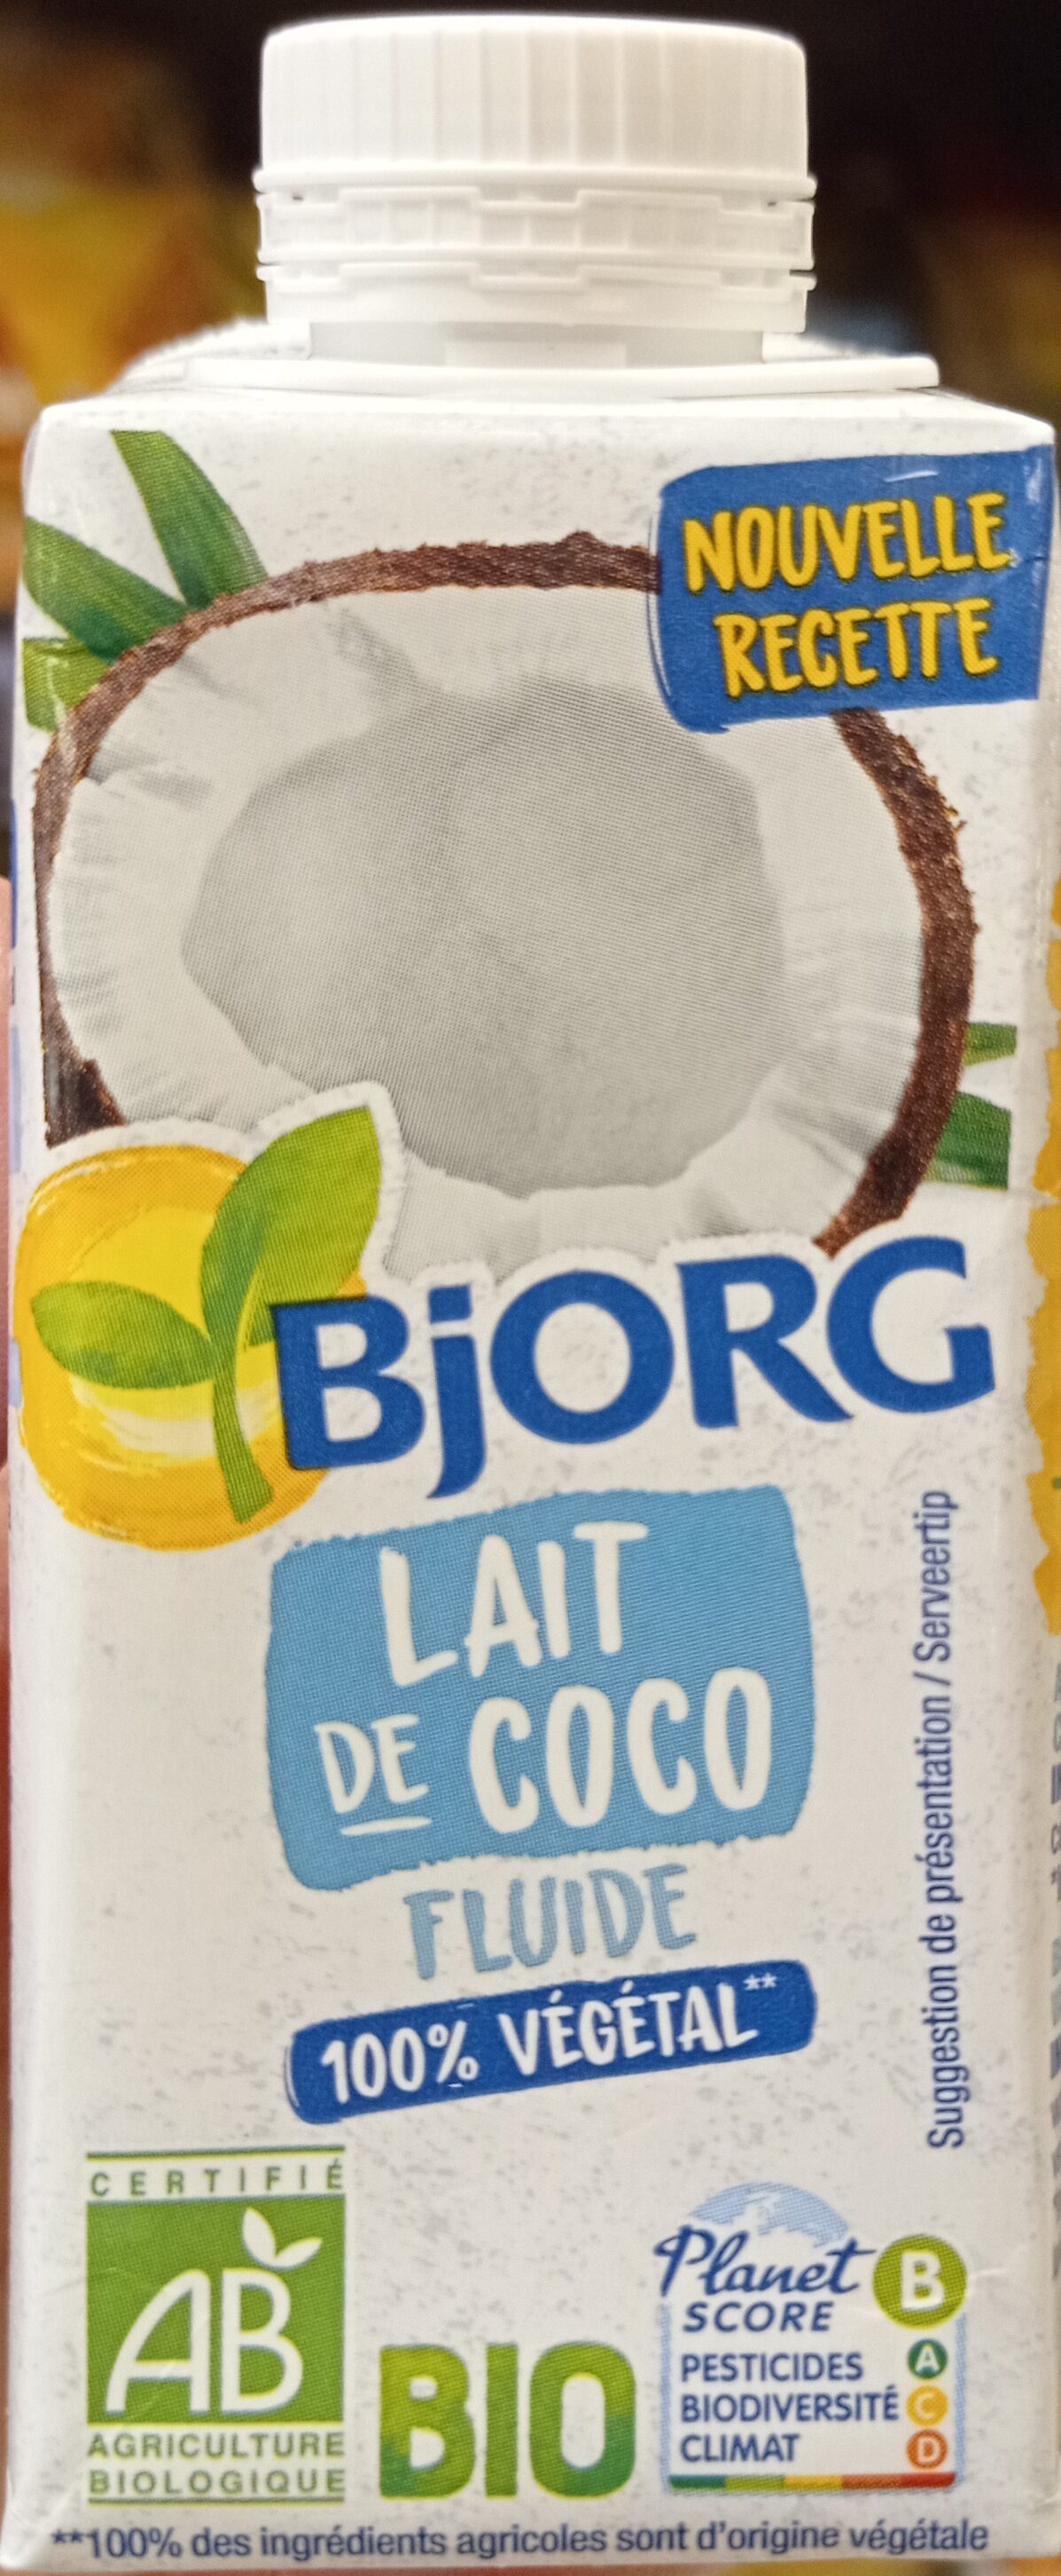 NOUVELLE
RECETTE
BjORG
LAIT
DE COCO
FLUIDE
100% VÉGÉTAL**
Suggestion de présentation / Serveertip
CERTIFIÉ
AB
AGRICULTURE
BIOLOGIQUE
BIO
Planet B
SCORE
PESTICIDES A
BIODIVERSITÉ C
CLIMAT D
**100% des ingrédients agricoles sont d'origine végétale